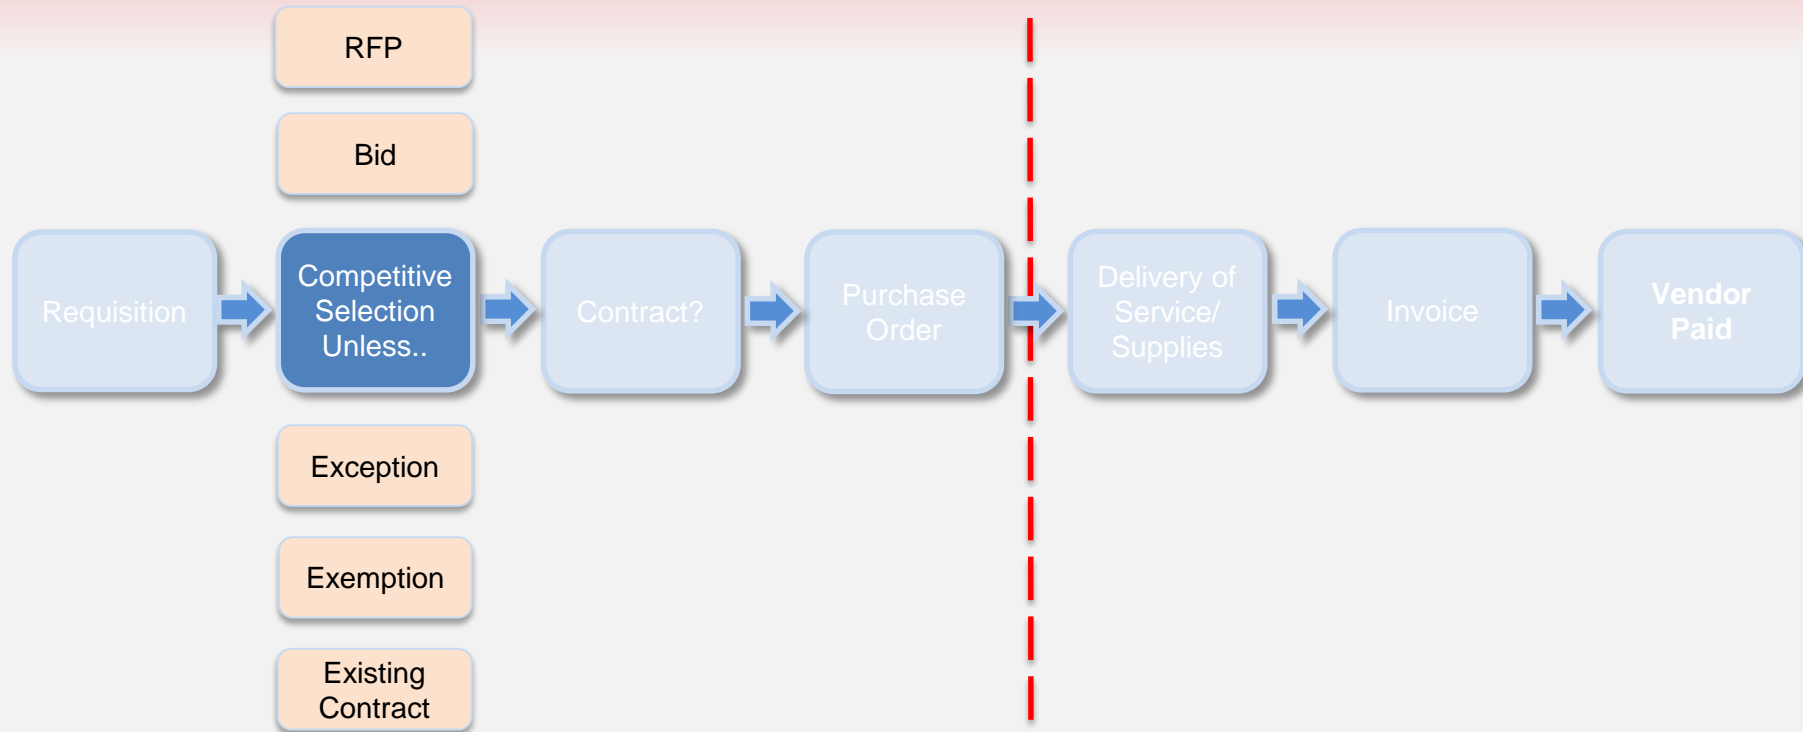 RFP
Bid
Requisition
Competitive
Selection
Unless..
Contract?
Purchase
Order
Delivery of
Service/
Supplies
Invoice
Vendor
Paid
Exception
Exemption
Existing
Contract